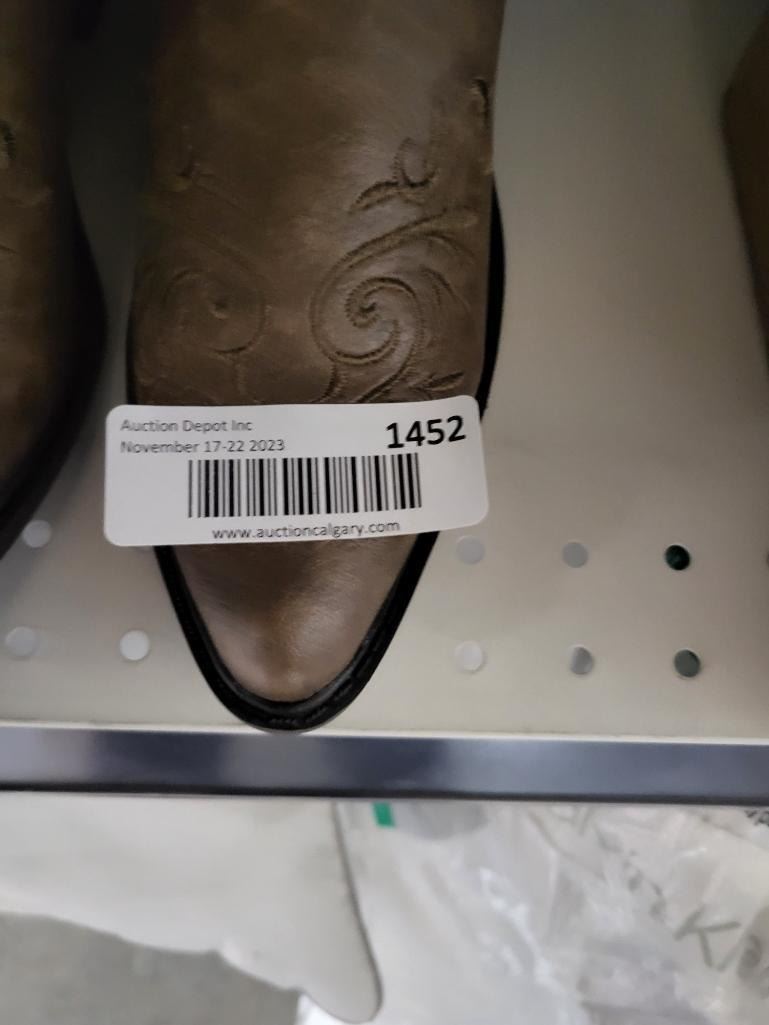 Auction Depot Inc
November 17-22 2023
1452
www.auctioncalgary.com